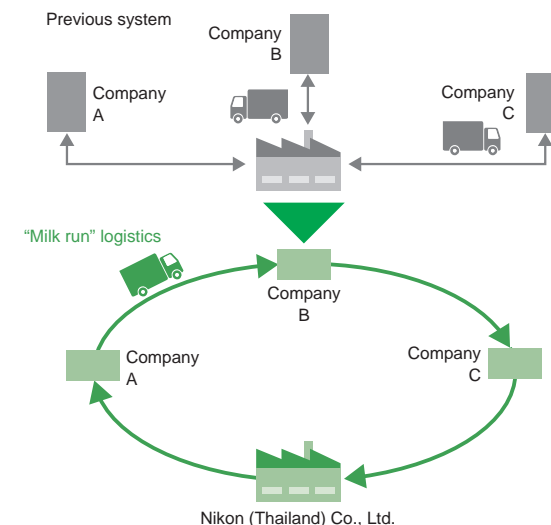 Previous system
Company
B
Company
A
Company
C
“Milk run” logistics
Company
B
Company
A
Company
C
Nikon (Thailand) Co., Ltd.